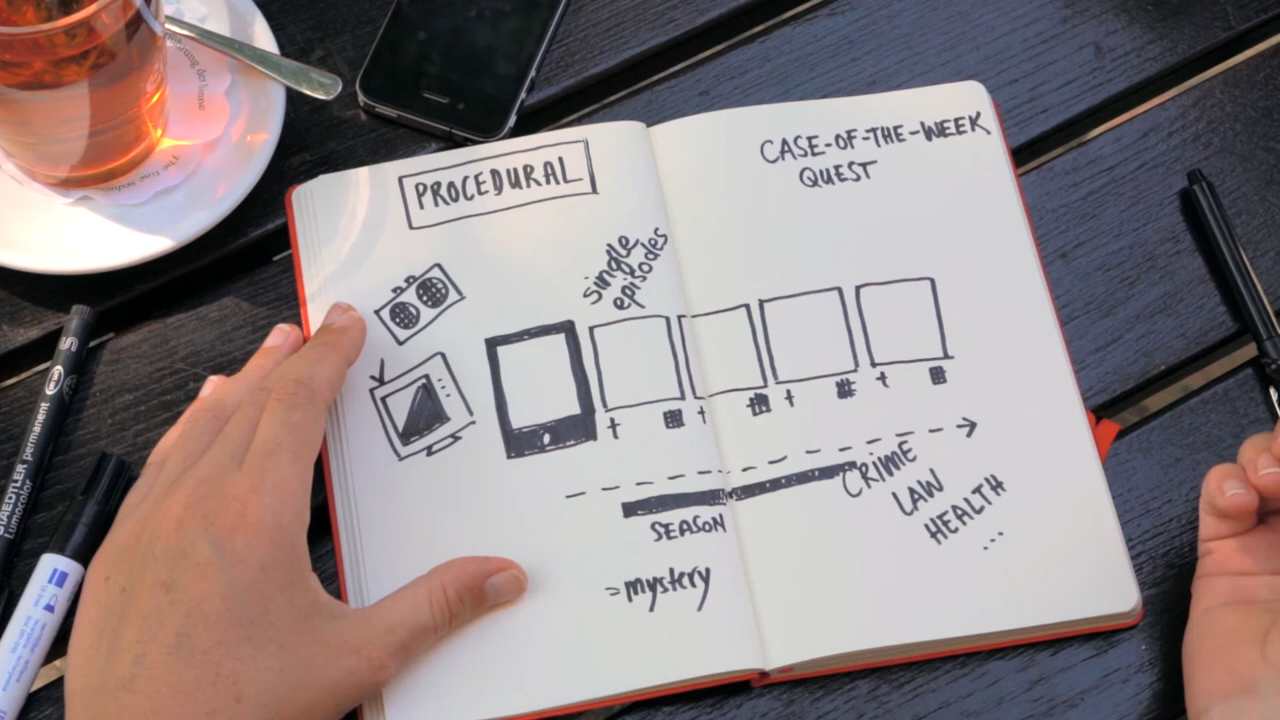 PROCEDURAL
CASE-OF-THE-WEEK
QUEST
single
episodes
CRIME
LAW
HEALTH
...
SEASON
=mystery
STAEDTLER permanent
Lumocolor
S